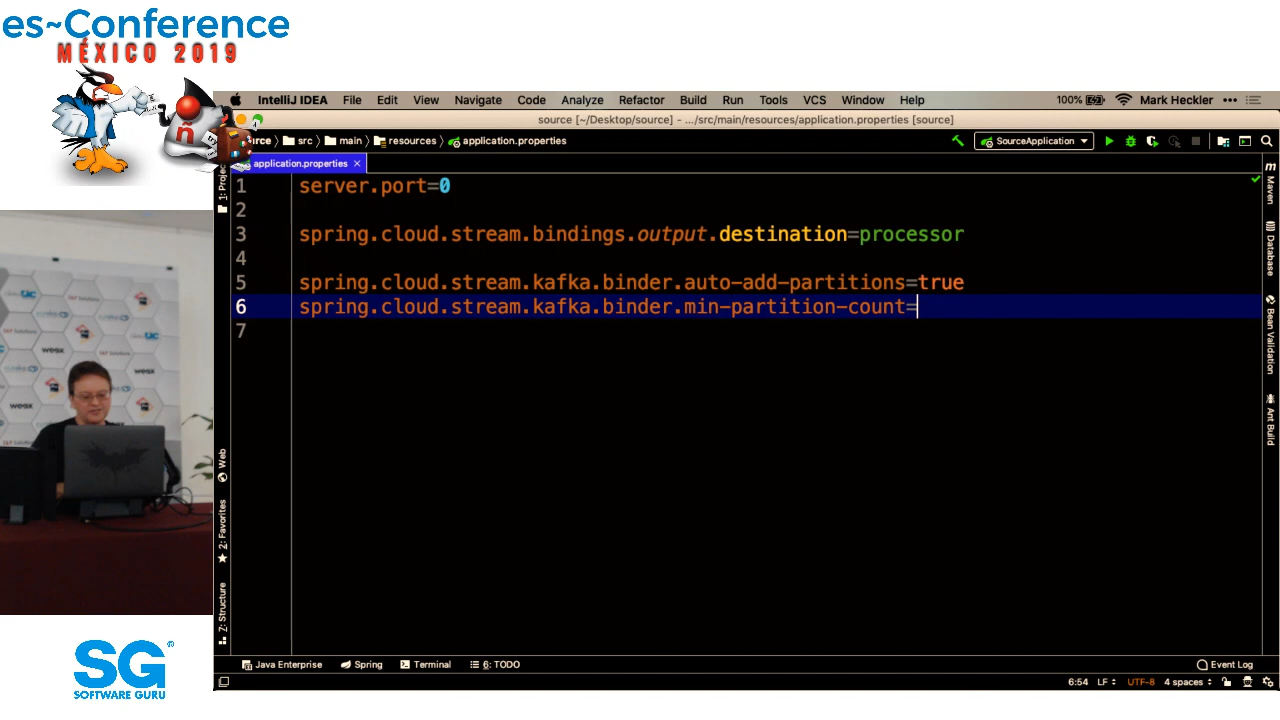 es~Conference
MÉXICO 2019
IntelliJ IDEA File Edit View Navigate Code Analyze Refactor Build Run Tools VCS Window Help 100% Mark Heckler
source [~/Desktop/source] - .../src/main/resources/application.properties [source]
rce src main resources application.properties SourceApplication
application.properties
1 server.port=0
2
3 spring.cloud.stream.bindings.output.destination=processor
4
5 spring.cloud.stream.kafka.binder.auto-add-partitions=true
6 spring.cloud.stream.kafka.binder.min-partition-count=
7
1: Projec
Web
2: Favorites
7: Structure
Maven
Database
Bean Validation
Ant Build
Java Enterprise Spring Terminal 6: TODO Event Log
6:54 LF UTF-8 4 spaces
SG
SOFTWARE GURU